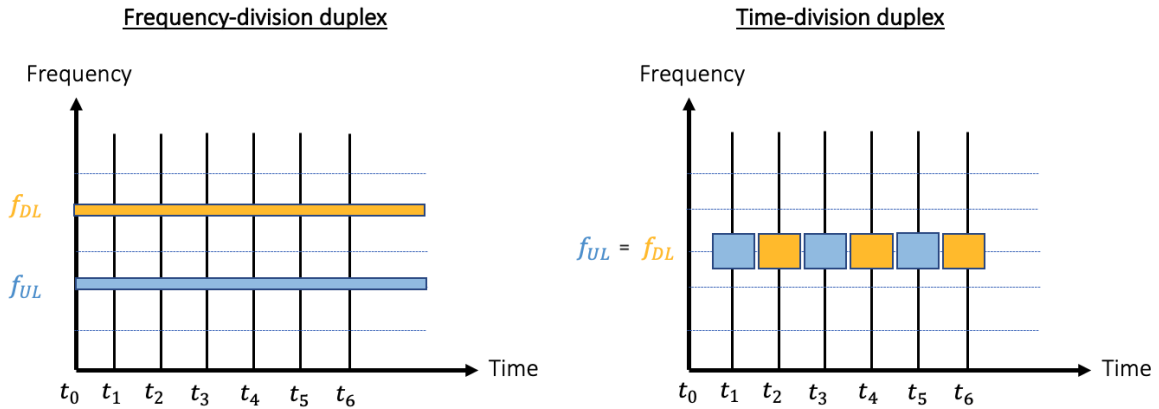 Frequency-division duplex
Frequency
f_DL
f_UL
Time
t_0 t_1 t_2 t_3 t_4 t_5 t_6
Time-division duplex
Frequency
f_UL = f_DL
Time
t_0 t_1 t_2 t_3 t_4 t_5 t_6